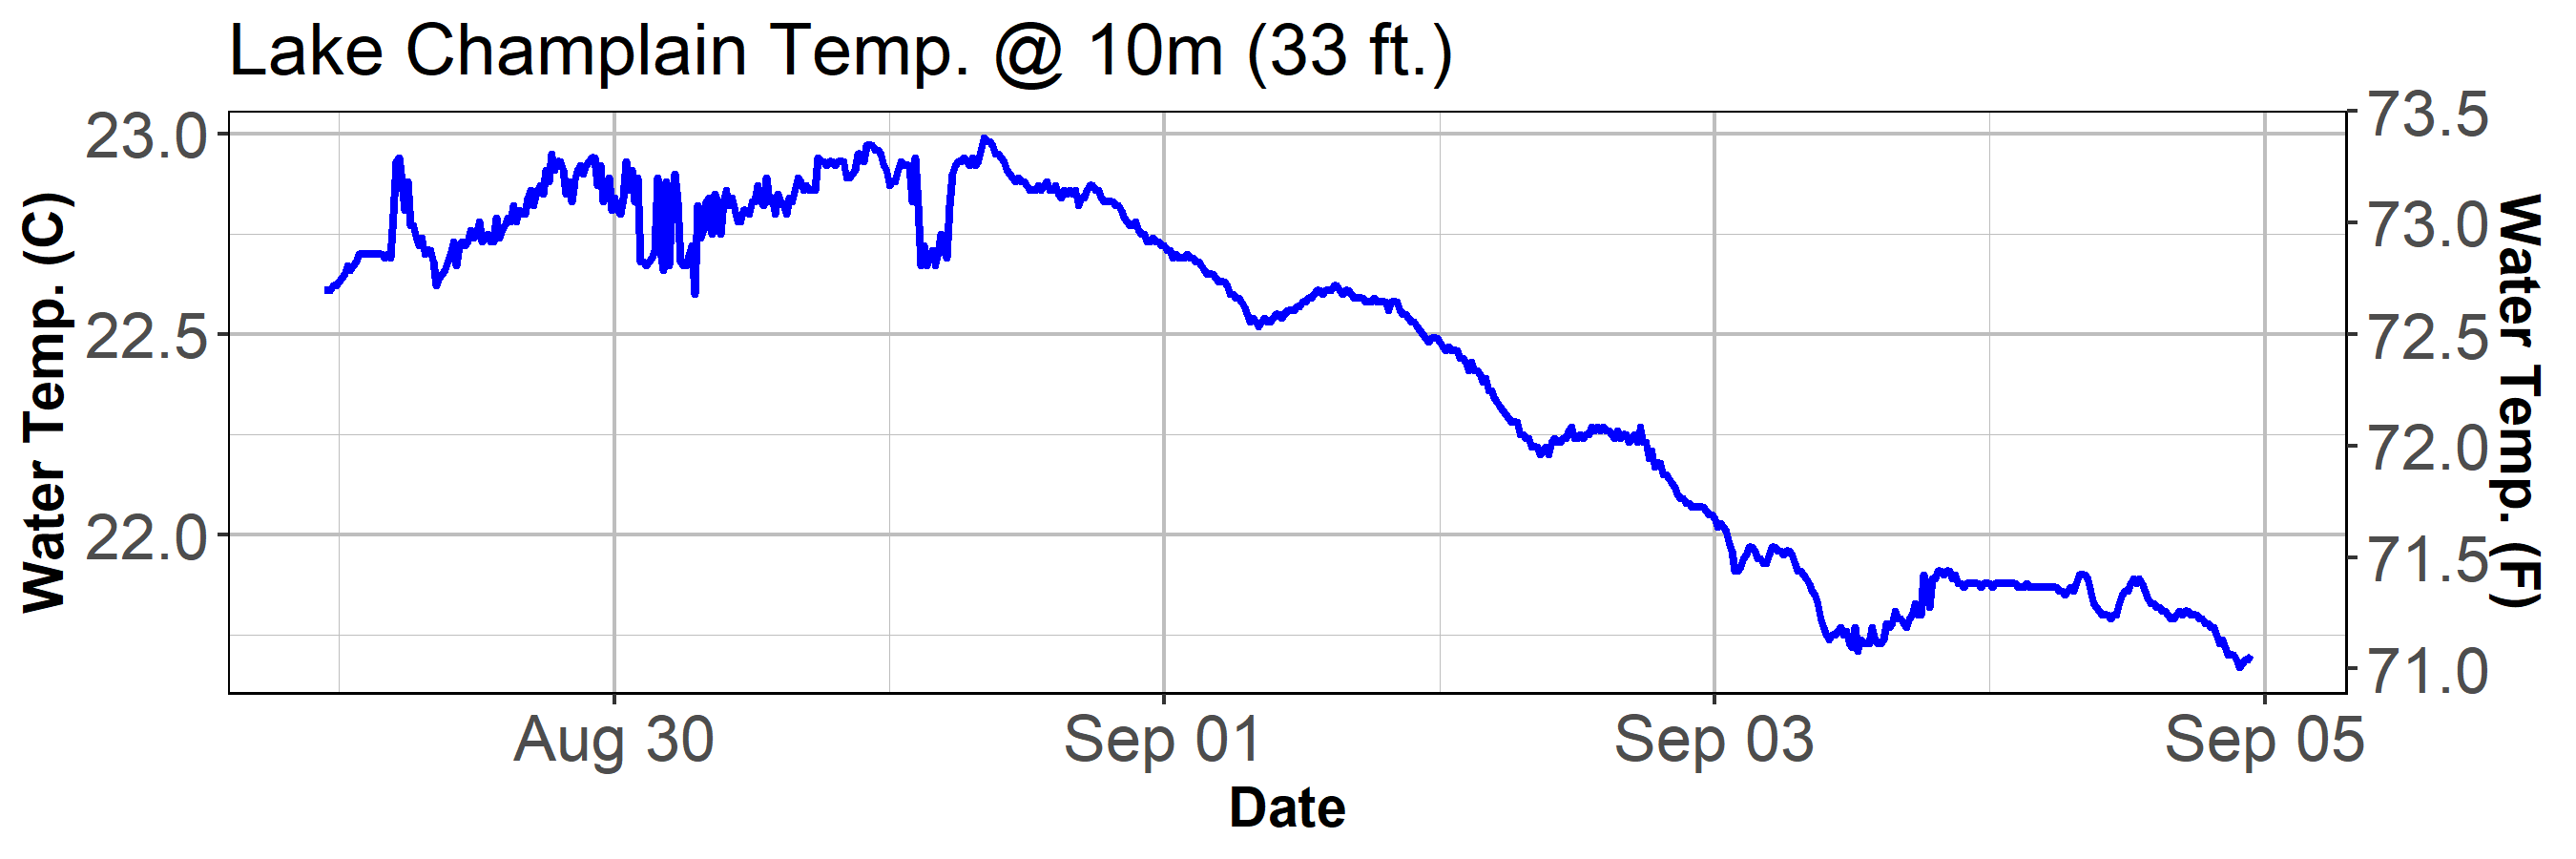 Lake Champlain Temp. @ 10m (33 ft.)
Water Temp. (C)
23.0
22.5
22.0
73.5
73.0
72.5
72.0
71.5
71.0
Water Temp. (F)
Aug 30
Sep 01
Sep 03
Sep 05
Date